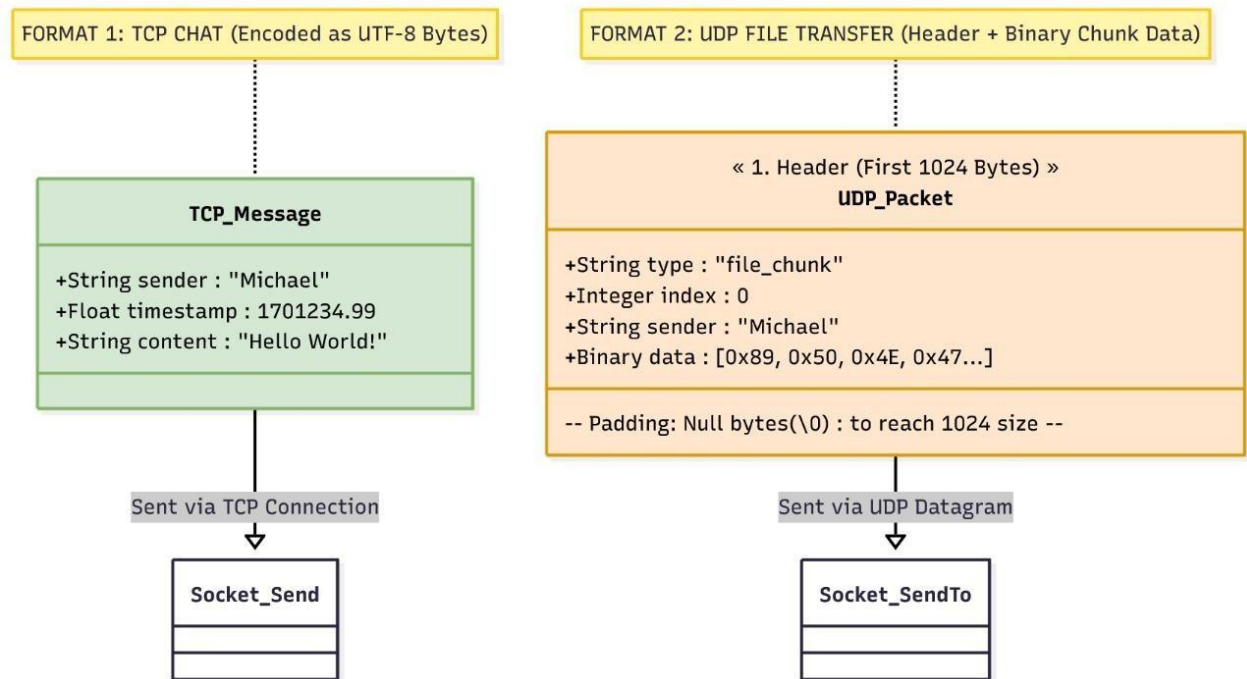 FORMAT 1: TCP CHAT (Encoded as UTF-8 Bytes)
TCP_Message
+String sender : "Michael"
+Float timestamp : 1701234.99
+String content : "Hello World!"
Sent via TCP Connection
Socket_Send
FORMAT 2: UDP FILE TRANSFER (Header + Binary Chunk Data)
« 1. Header (First 1024 Bytes) »
UDP_Packet
+String type : "file_chunk"
+Integer index : 0
+String sender : "Michael"
+Binary data : [0x89, 0x50, 0x4E, 0x47...]
-- Padding: Null bytes(\0) : to reach 1024 size --
Sent via UDP Datagram
Socket_SendTo